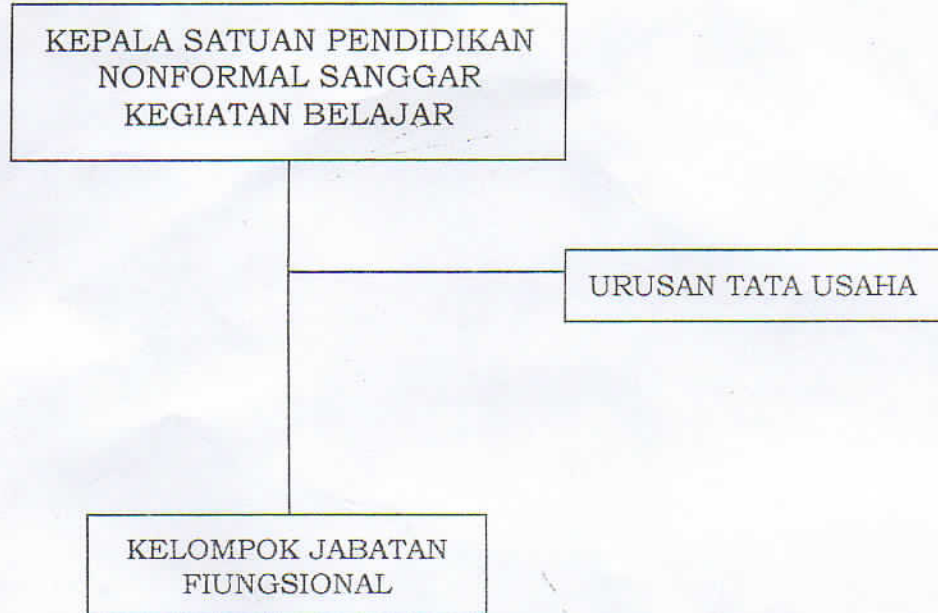 KEPALA SATUAN PENDIDIKAN
NONFORMAL SANGGAR
KEGIATAN BELAJAR
URUSAN TATA USAHA
KELOMPOK JABATAN
FIUNGSIONAL